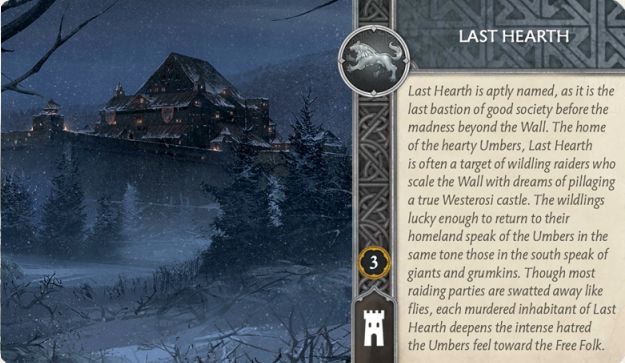 LAST HEARTH
Last Hearth is aptly named, as it is the
last bastion of good society before the
madness beyond the Wall. The home
of the hearty Umbers, Last Hearth
is often a target of wildling raiders who
scale the Wall with dreams of pillaging
a true Westerosi castle. The wildlings
lucky enough to return to their
homeland speak of the Umbers in the
same tone those in the south speak of
giants and grumkins. Though most
raiding parties are swatted away like
flies, each murdered inhabitant of Last
Hearth deepens the intense hatred
the Umbers feel toward the Free Folk.
3